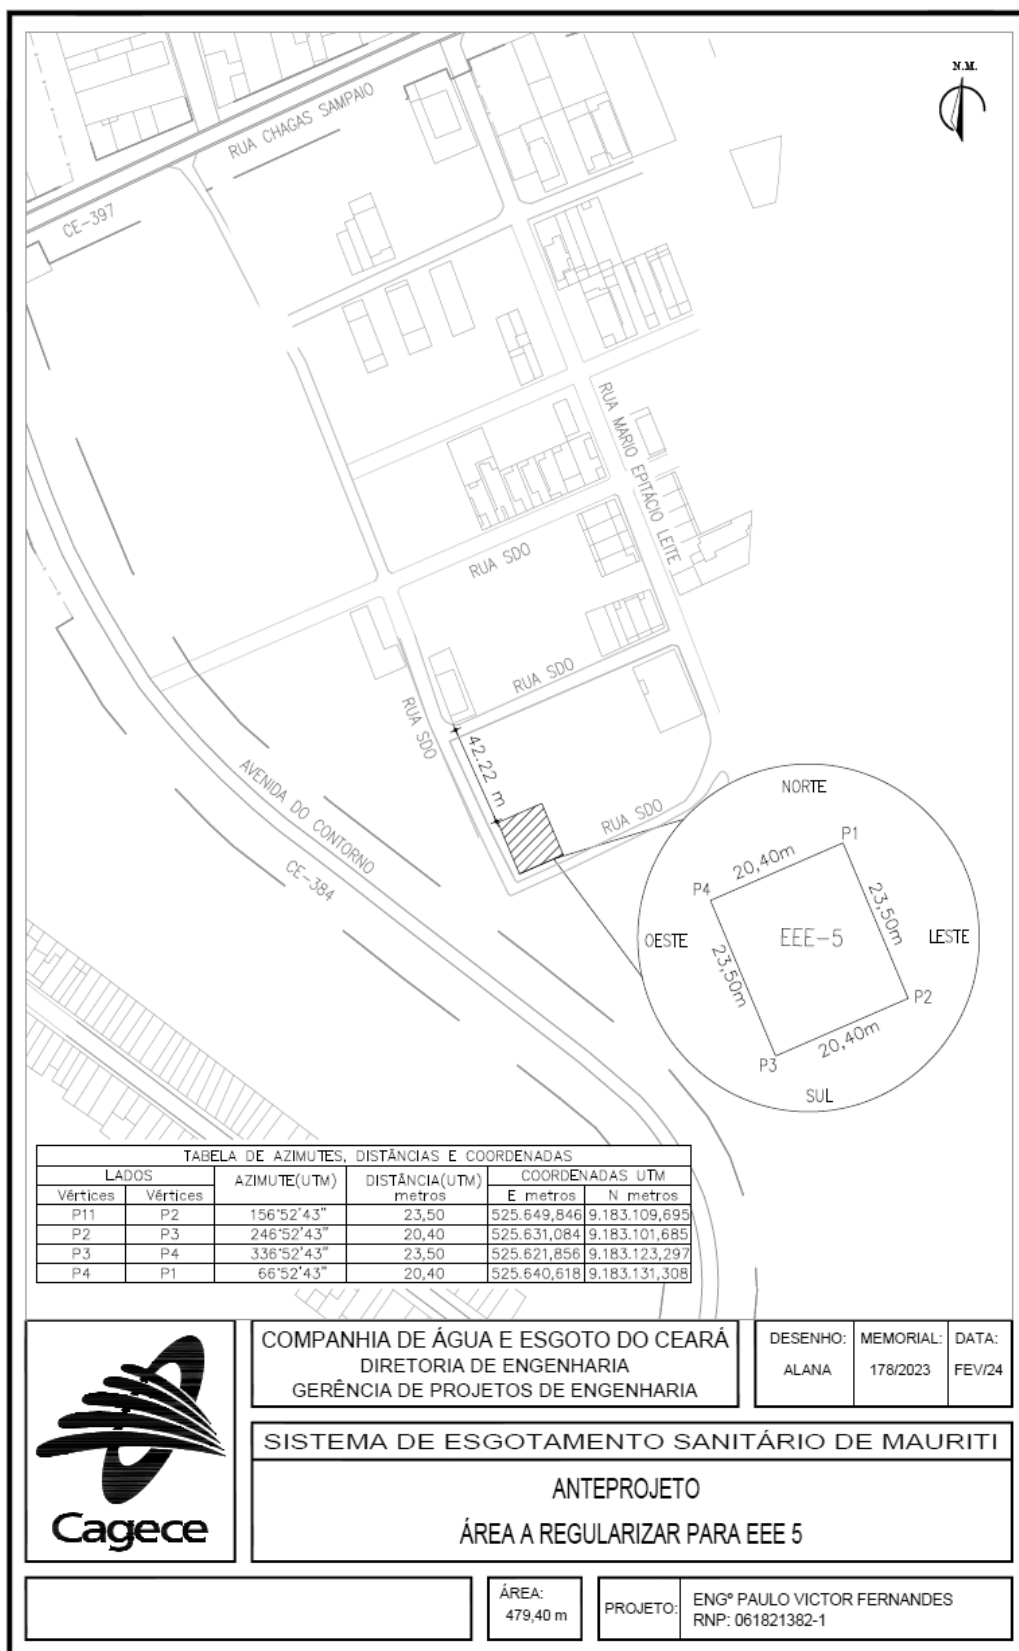 N.M.
RUA CHAGAS SAMPAIO
CE-397
RUA MARIO EPITÁCIO LEITE
RUA SDO
RUA SDO
RUA SDO
42.22 m
RUA SDO
AVENIDA DO CONTORNO
CE-384
NORTE
P1
20,40m
P4
23,50m
OESTE
EEE-5
LESTE
23,50m
P2
20,40m
P3
SUL
TABELA DE AZIMUTES, DISTÂNCIAS E COORDENADAS
LADOS AZIMUTE(UTM) DISTÂNCIA(UTM) metros COORDENADAS UTM
Vértices Vértices E metros N metros
P11 P2 156°52'43" 23,50 525.649,846 9.183.109,695
P2 P3 246°52'43" 20,40 525.631,084 9.183.101,685
P3 P4 336°52'43" 23,50 525.621,856 9.183.123,297
P4 P1 66°52'43" 20,40 525.640,618 9.183.131,308
Cagece
COMPANHIA DE ÁGUA E ESGOTO DO CEARÁ
DIRETORIA DE ENGENHARIA
GERÊNCIA DE PROJETOS DE ENGENHARIA
DESENHO: MEMORIAL: DATA:
ALANA 178/2023 FEV/24
SISTEMA DE ESGOTAMENTO SANITÁRIO DE MAURITI
ANTEPROJETO
ÁREA A REGULARIZAR PARA EEE 5
ÁREA:
479,40 m
PROJETO:
ENGº PAULO VICTOR FERNANDES
RNP: 061821382-1